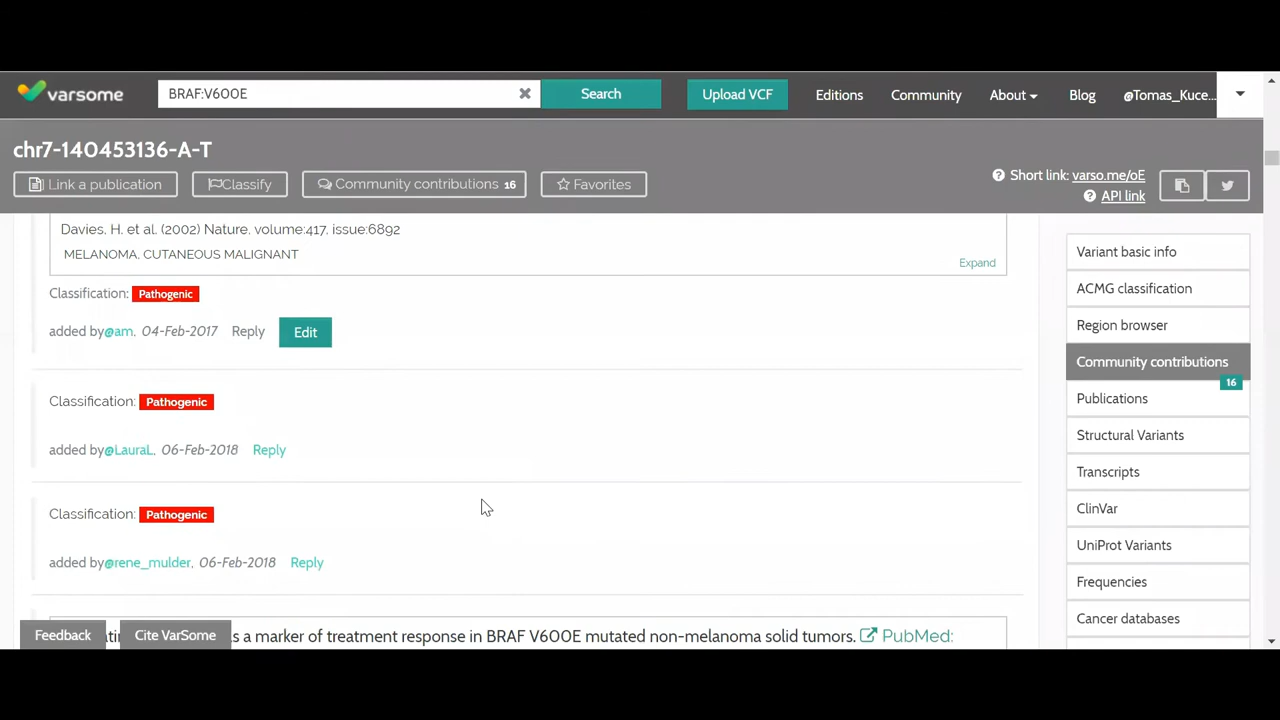 varsome
BRAF:V600E
Search
Upload VCF
Editions
Community
About
Blog
@Tomas_Kuce...
chr7-140453136-A-T
Link a publication
Classify
Community contributions 16
Favorites
Short link: varso.me/oE
API link
Davies, H. et al. (2002) Nature, volume:417, issue:6892
MELANOMA, CUTANEOUS MALIGNANT
Expand
Classification: Pathogenic
added by@am, 04-Feb-2017 Reply Edit
Classification: Pathogenic
added by@LauraL, 06-Feb-2018 Reply
Classification: Pathogenic
added by@rene_mulder, 06-Feb-2018 Reply
a marker of treatment response in BRAF V600E mutated non-melanoma solid tumors. PubMed:
Feedback
Cite VarSome
Variant basic info
ACMG classification
Region browser
Community contributions
16
Publications
Structural Variants
Transcripts
ClinVar
UniProt Variants
Frequencies
Cancer databases